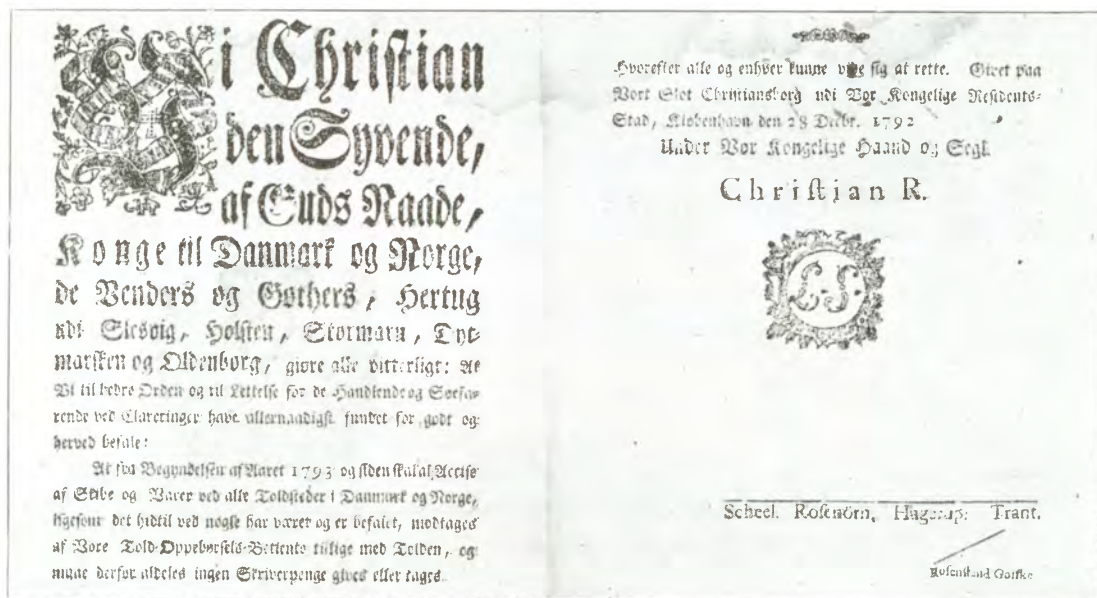 Vi Christian
den Syvende,
af Guds Naade,
Konge til Danmark og Norge,
de Venders og Gothers, Hertug
udi Slesvig, Holsten, Stormarn, Dyt-
marsken og Oldenborg, giøre alle vitterligt: At
Vi til bedre Orden og til Lettelse for de Handlende og Søefa-
rende ved Clareringer have allernaadigst fundet for godt og
herved befale:
At fra Begyndelsen af Aaret 1793 og siden skal al Accise
af Skibe og Varer ved alle Toldsteder i Danmark og Norge,
ligesom det hidtil ved nogle har været og er befalet, modtages
af Vore Told-Oppebørsels-Betiente tillige med Tolden, og
maae derfor aldeles ingen Skriverpenge gives eller tages.
Hvorefter alle og enhver kunne vide sig at rette. Givet paa
Vort Slot Christiansborg udi Vor Kongelige Residents-
Stad, Kiøbenhavn den 28 Decbr. 1792
Under Vor Kongelige Haand og Segl.
Christian R.
L. S.
Scheel. Rosenörn, Hagerup: Trant.
Rosenstand Goiske